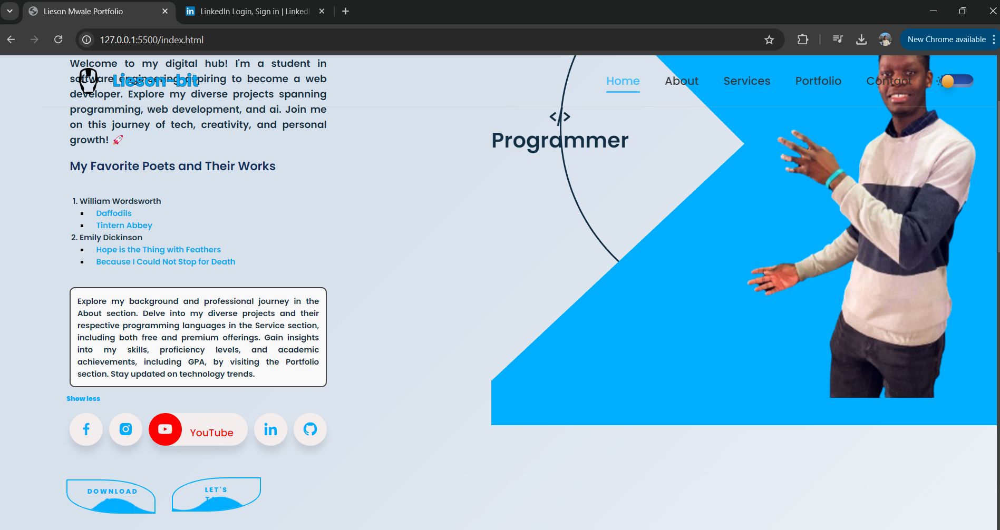 Lieson Mwale Portfolio
LinkedIn Login, Sign in | Linked
127.0.0.1:5500/index.html
New Chrome available
Lieson-bit
Home
About
Services
Portfolio
Contact
Welcome to my digital hub! I'm a student in
software engineering aspiring to become a web
developer. Explore my diverse projects spanning
programming, web development, and ai. Join me
on this journey of tech, creativity, and personal
growth! 🚀
My Favorite Poets and Their Works
1. William Wordsworth
▪ Daffodils
▪ Tintern Abbey
2. Emily Dickinson
▪ Hope is the Thing with Feathers
▪ Because I Could Not Stop for Death
Explore my background and professional journey in the
About section. Delve into my diverse projects and their
respective programming languages in the Service section,
including both free and premium offerings. Gain insights
into my skills, proficiency levels, and academic
achievements, including GPA, by visiting the Portfolio
section. Stay updated on technology trends.
Show less
YouTube
DOWNLOAD
LET'S
</>
Programmer